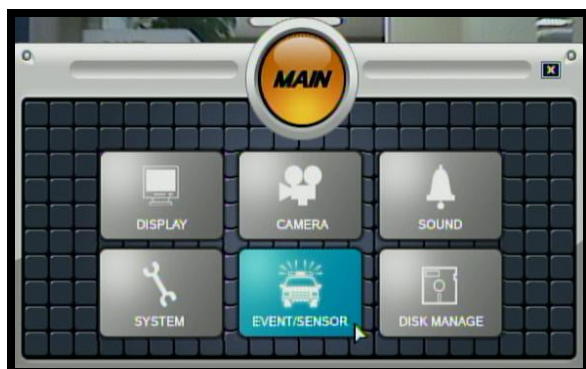 MAIN
DISPLAY
CAMERA
SOUND
SYSTEM
EVENT/SENSOR
DISK MANAGE